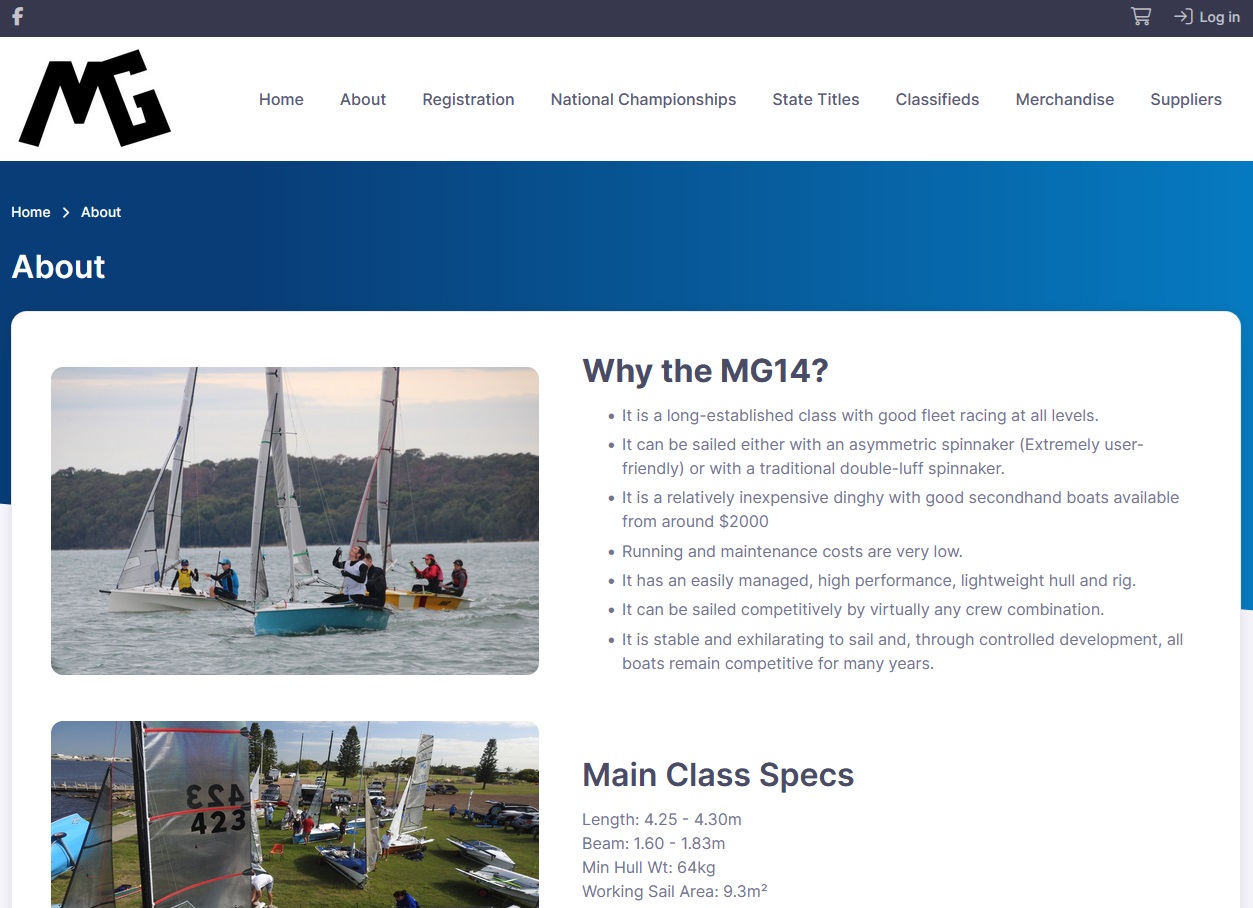 Log in
MG
Home
About
Registration
National Championships
State Titles
Classifieds
Merchandise
Suppliers
Home > About
About
Why the MG14?
• It is a long-established class with good fleet racing at all levels.
• It can be sailed either with an asymmetric spinnaker (Extremely user-
friendly) or with a traditional double-luff spinnaker.
• It is a relatively inexpensive dinghy with good secondhand boats available
from around $2000
• Running and maintenance costs are very low.
• It has an easily managed, high performance, lightweight hull and rig.
• It can be sailed competitively by virtually any crew combination.
• It is stable and exhilarating to sail and, through controlled development, all
boats remain competitive for many years.
423
423
Main Class Specs
Length: 4.25 - 4.30m
Beam: 1.60 - 1.83m
Min Hull Wt: 64kg
Working Sail Area: 9.3m²